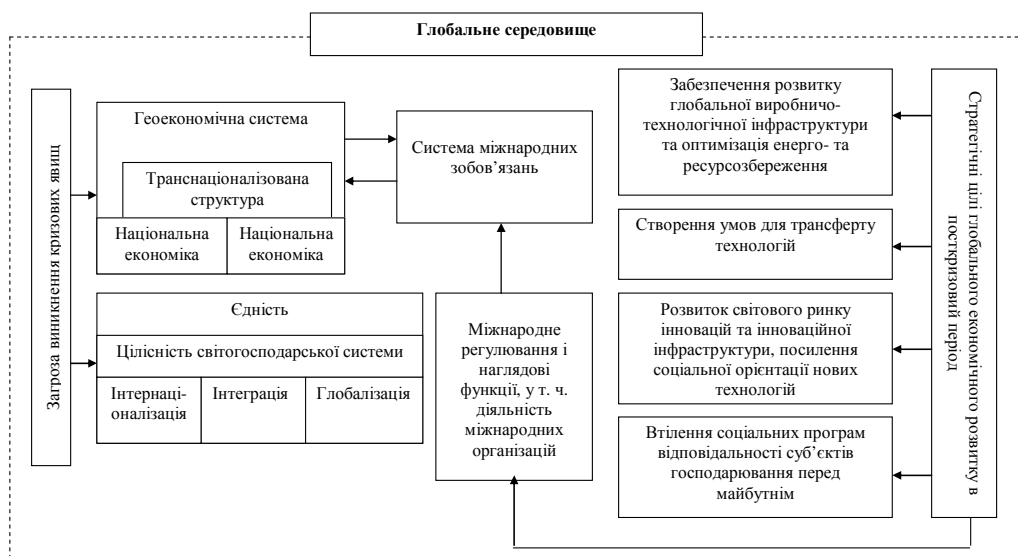 Глобальне середовище
Загроза виникнення кризових явищ
Геоекономічна система
Транснаціоналізована
структура
Національна
економіка
Національна
економіка
Єдність
Цілісність світогосподарської системи
Інтернаці-
оналізація
Інтеграція
Глобалізація
Система міжнародних
зобов’язань
Міжнародне
регулювання і
наглядові
функції, у т. ч.
діяльність
міжнародних
організацій
Забезпечення розвитку
глобальної виробничо-
технологічної інфраструктури
та оптимізація енерго- та
ресурсозбереження
Створення умов для трансферту
технологій
Розвиток світового ринку
інновацій та інноваційної
інфраструктури, посилення
соціальної орієнтації нових
технологій
Втілення соціальних програм
відповідальності суб’єктів
господарювання перед
майбутнім
Стратегічні цілі глобального економічного розвитку в
посткризовий період